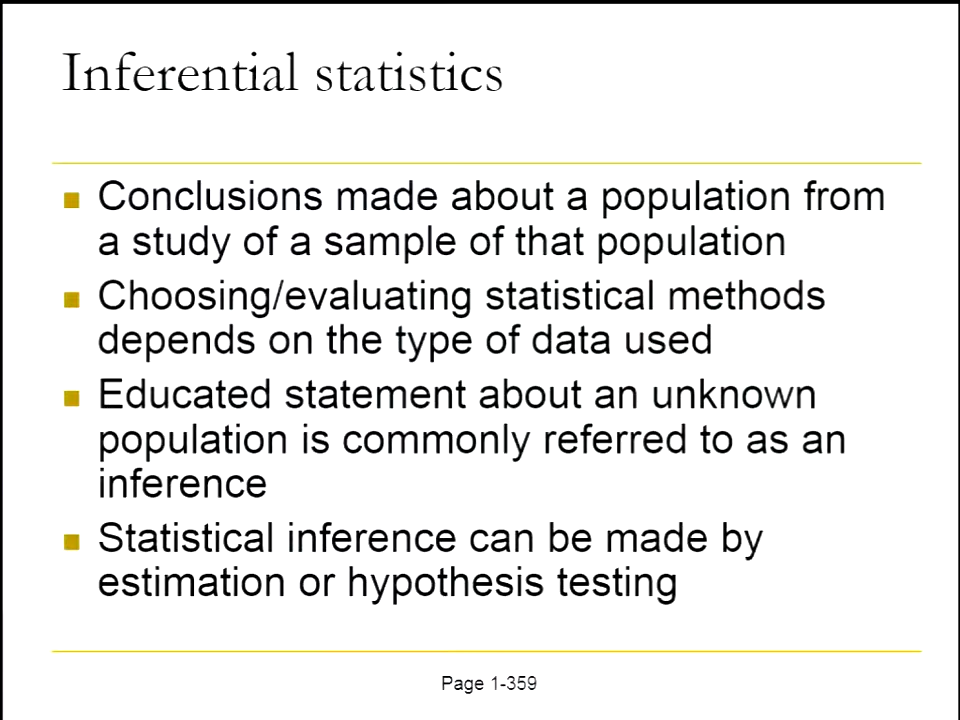 Inferential statistics
Conclusions made about a population from
a study of a sample of that population
Choosing/evaluating statistical methods
depends on the type of data used
Educated statement about an unknown
population is commonly referred to as an
inference
Statistical inference can be made by
estimation or hypothesis testing
Page 1-359